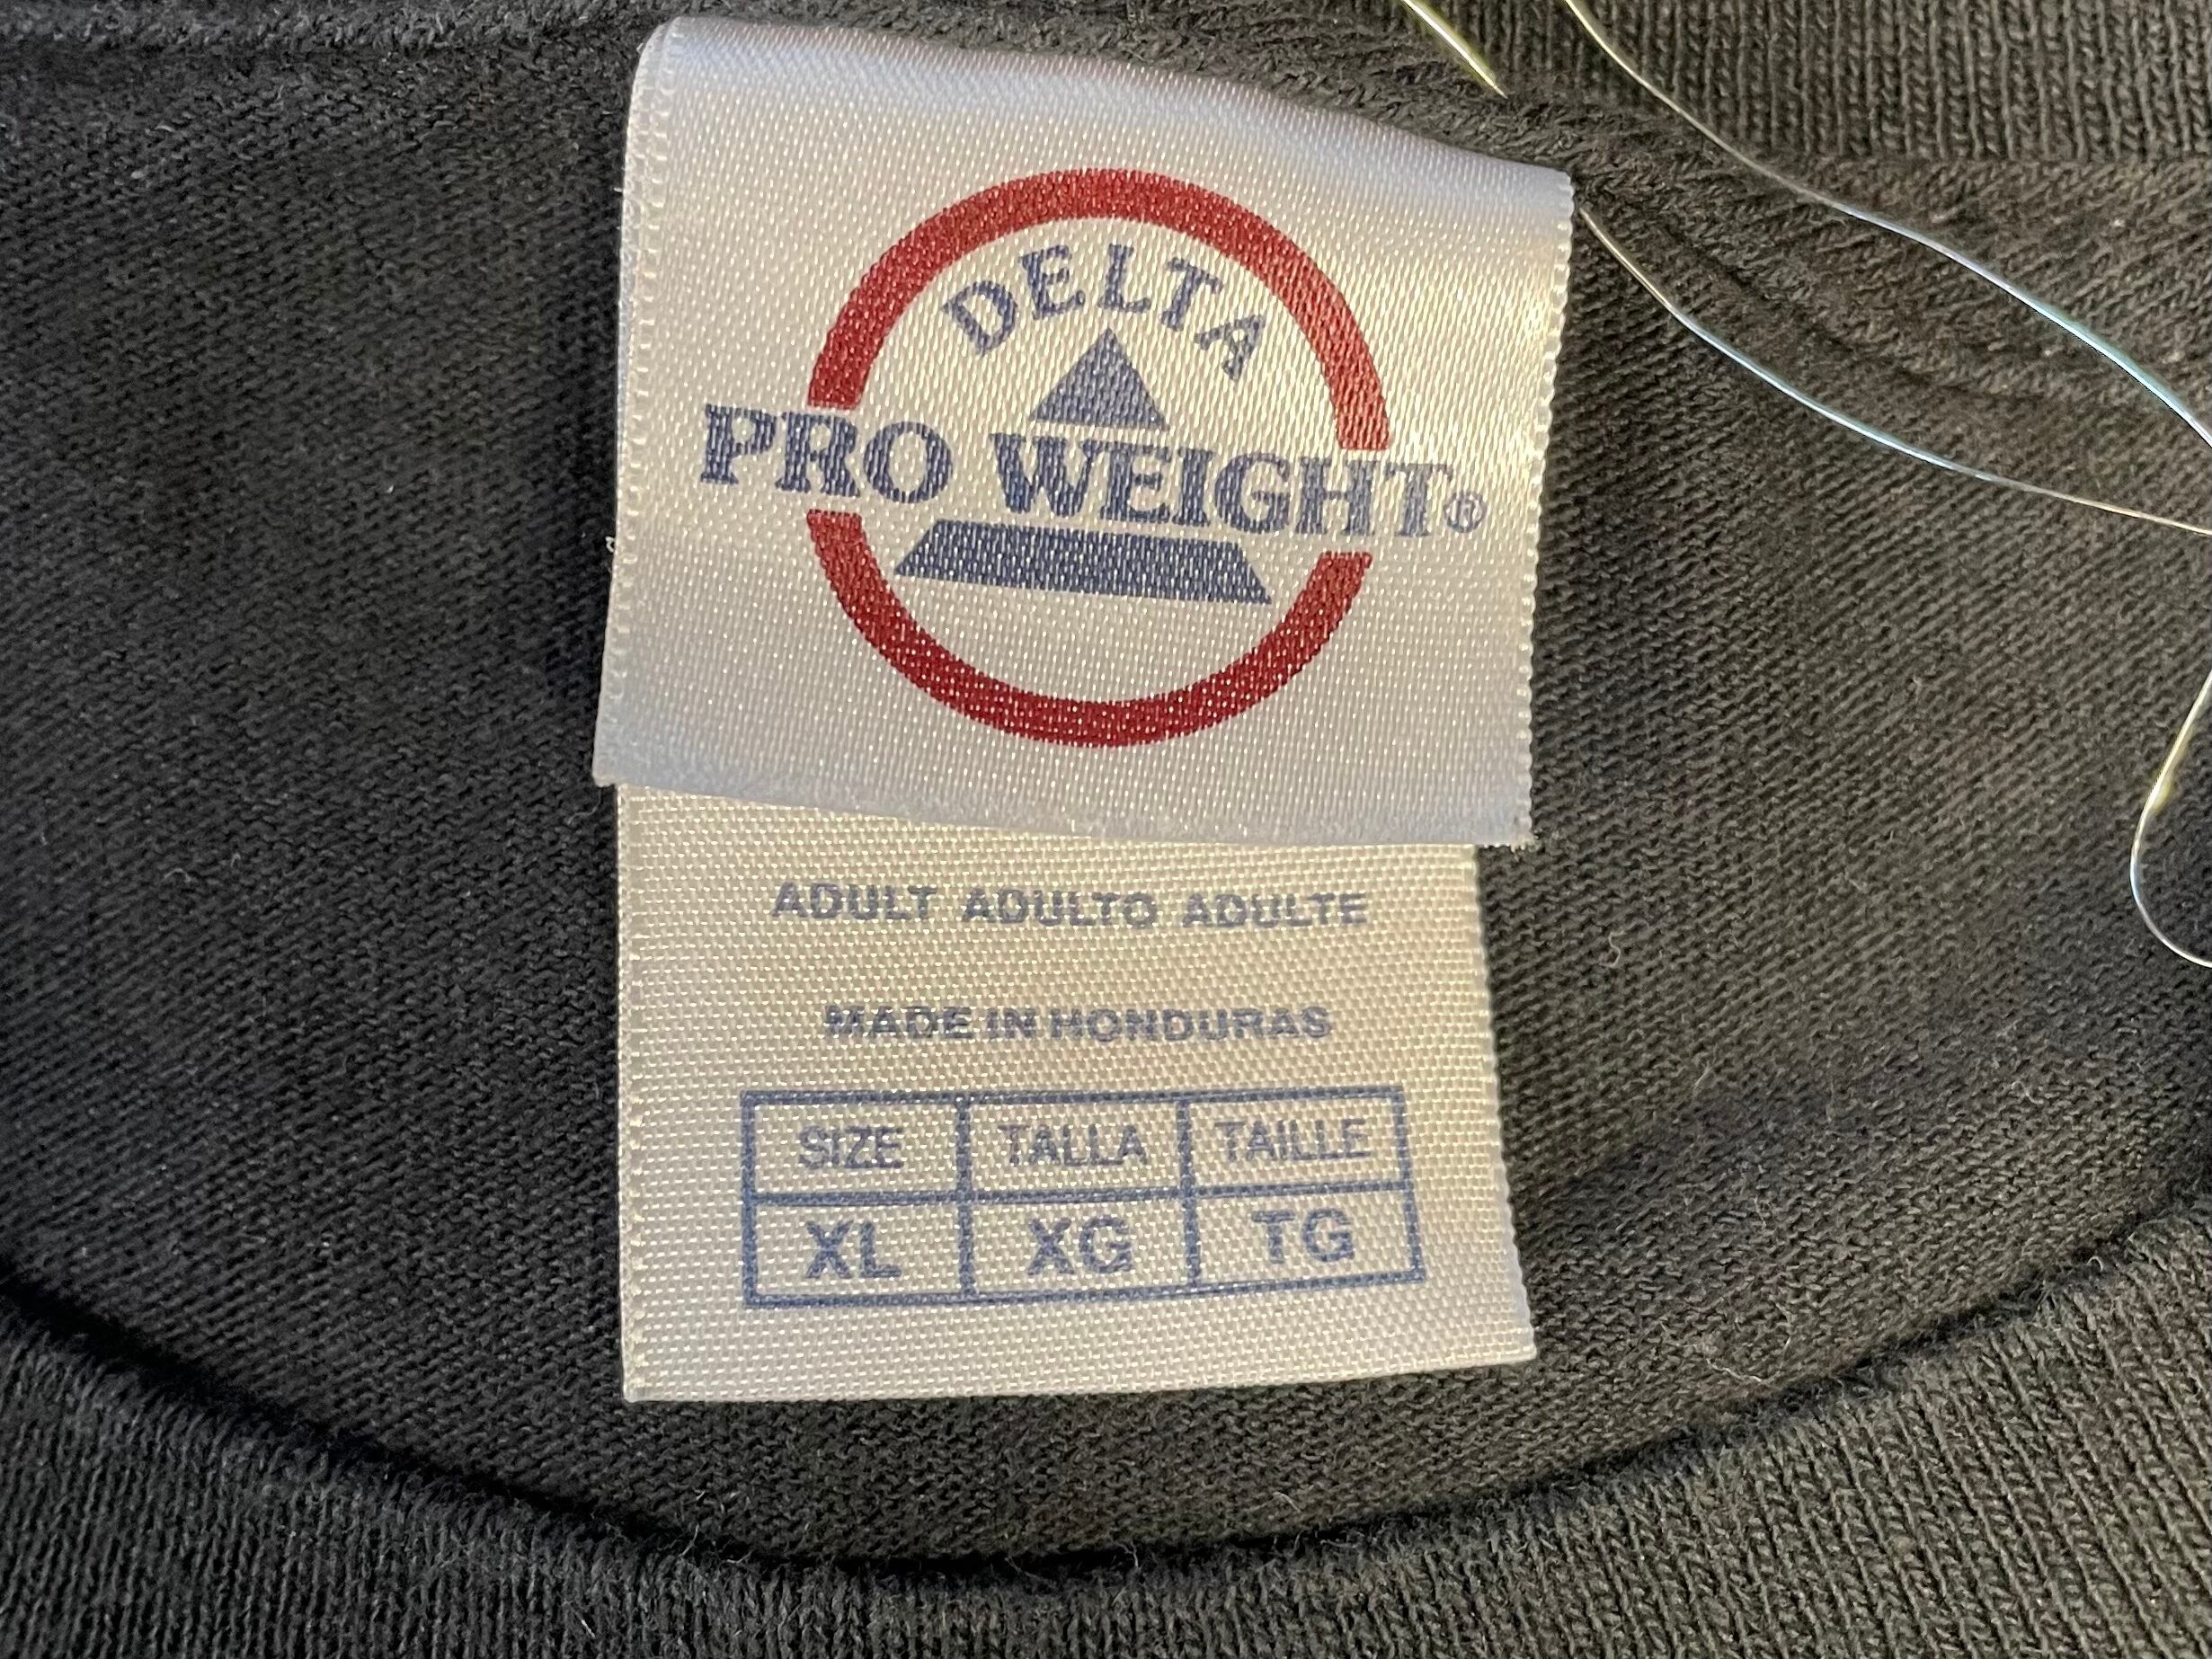 DELTA
PRO WEIGHT®
ADULT ADULTO ADULTE
MADE IN HONDURAS
SIZE TALLA TAILLE
XL XG TG